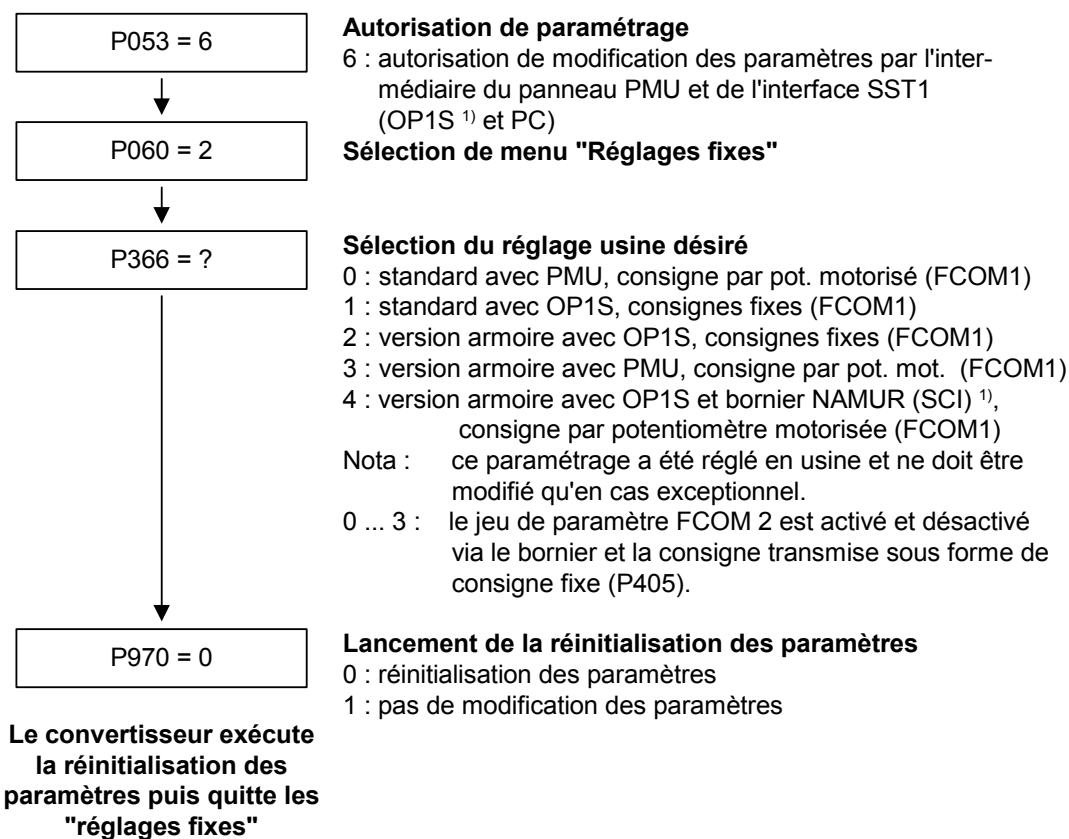 P053 = 6
Autorisation de paramétrage
6 : autorisation de modification des paramètres par l'inter-
médiaire du panneau PMU et de l'interface SST1
(OP1S 1) et PC)
P060 = 2
Sélection de menu "Réglages fixes"
P366 = ?
Sélection du réglage usine désiré
0 : standard avec PMU, consigne par pot. motorisé (FCOM1)
1 : standard avec OP1S, consignes fixes (FCOM1)
2 : version armoire avec OP1S, consignes fixes (FCOM1)
3 : version armoire avec PMU, consigne par pot. mot. (FCOM1)
4 : version armoire avec OP1S et bornier NAMUR (SCI) 1),
consigne par potentiomètre motorisée (FCOM1)
Nota : ce paramétrage a été réglé en usine et ne doit être
modifié qu'en cas exceptionnel.
0 ... 3 : le jeu de paramètre FCOM 2 est activé et désactivé
via le bornier et la consigne transmise sous forme de
consigne fixe (P405).
P970 = 0
Lancement de la réinitialisation des paramètres
0 : réinitialisation des paramètres
1 : pas de modification des paramètres
Le convertisseur exécute
la réinitialisation des
paramètres puis quitte les
"réglages fixes"